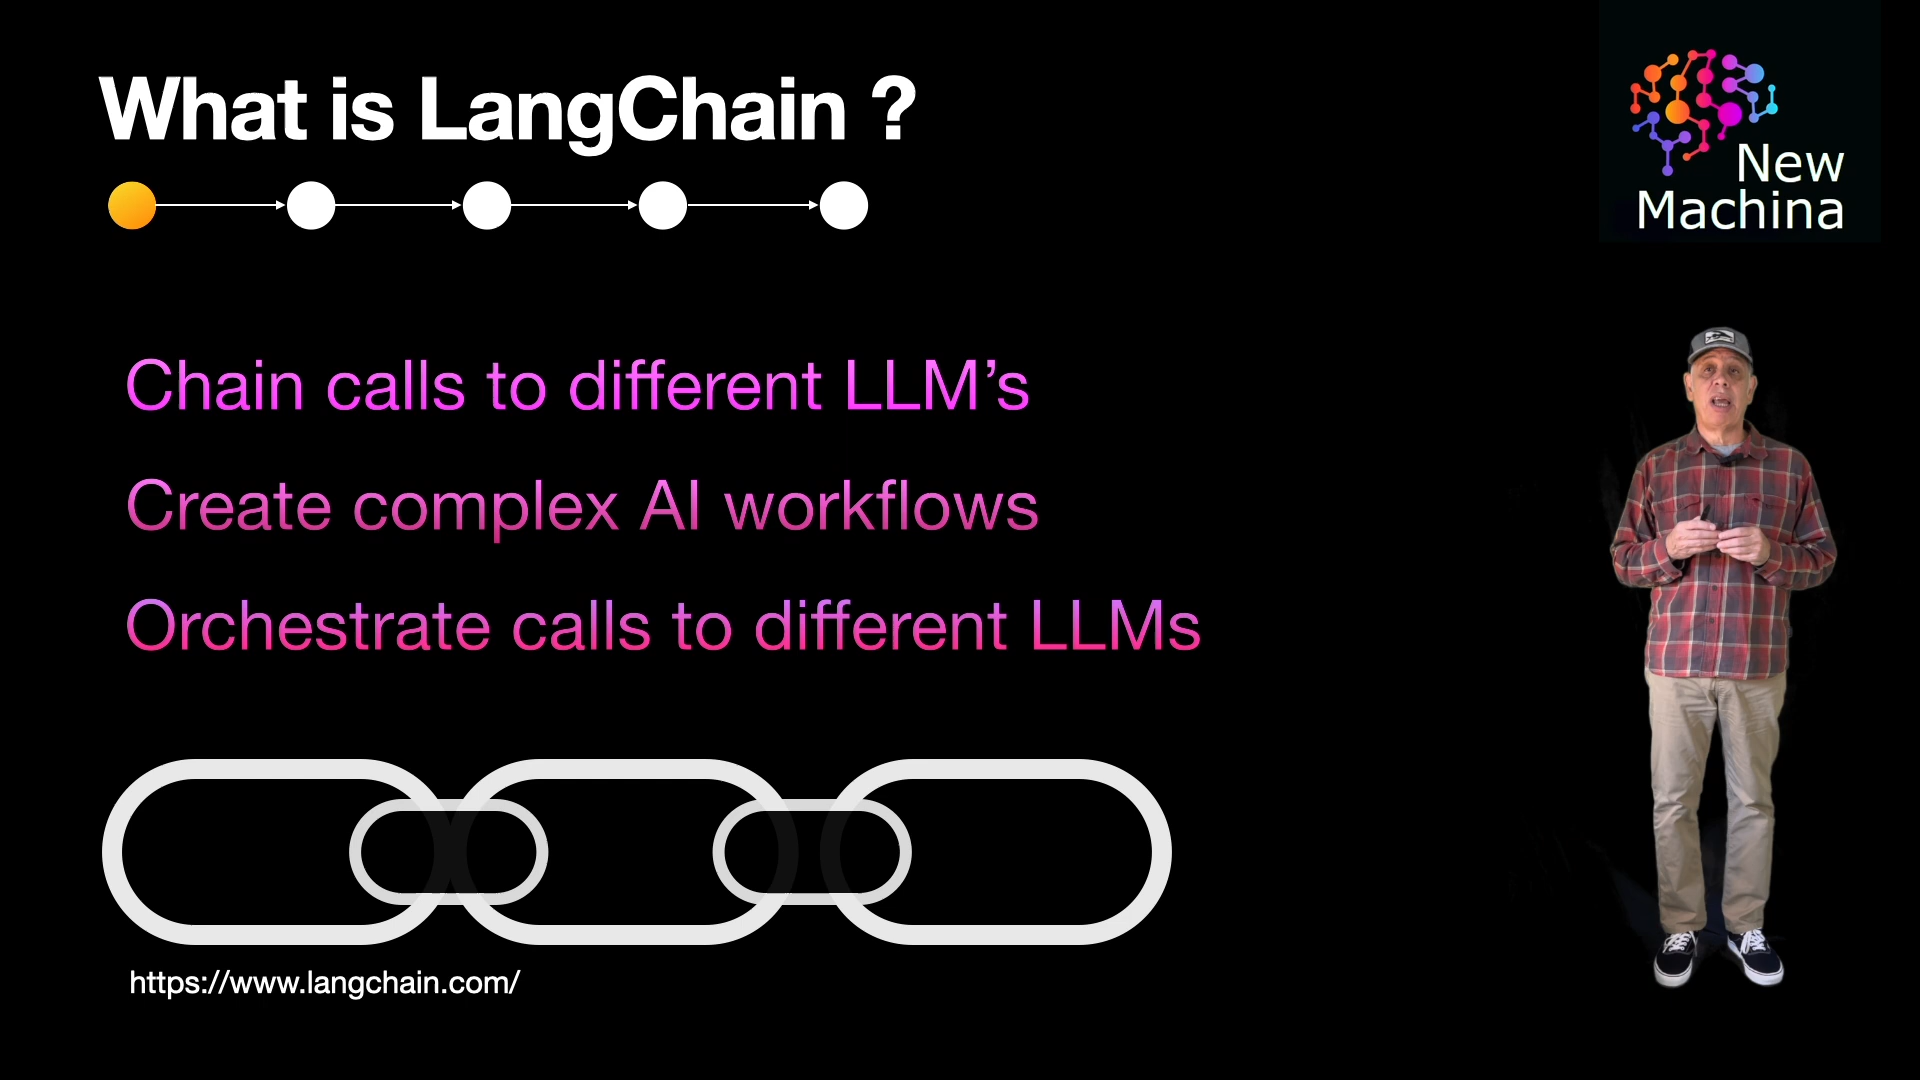 What is LangChain ?
New
Machina
Chain calls to different LLM’s
Create complex AI workflows
Orchestrate calls to different LLMs
https://www.langchain.com/